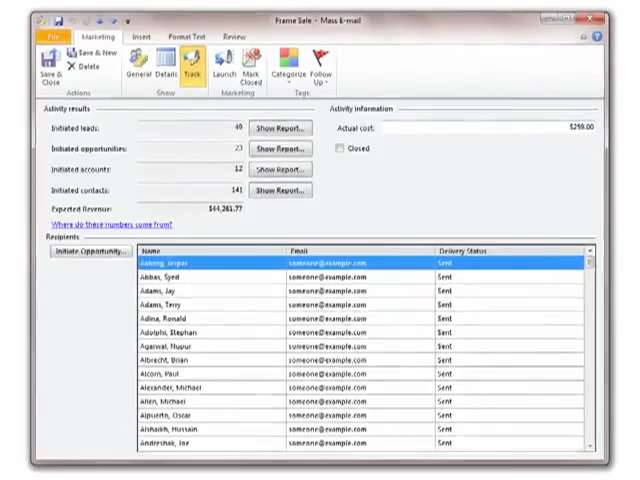 Frame Sale - Mass E-mail
File Marketing Insert Format Text Review
Save & Close
Save & New
Delete
General Details Track Launch Mark Closed Categorize Follow Up
Actions Show Marketing Tags
Activity results Activity information
Initiated leads: 49 Show Report... Actual cost: $259.00
Initiated opportunities: 23 Show Report... Closed
Initiated accounts: 12 Show Report...
Initiated contacts: 141 Show Report...
Expected Revenue: $44,261.77
Where do these numbers come from?
Recipients
Initiate Opportunity... Name Email Delivery Status
Aaberg, Jesper someone@example.com Sent
Abbas, Syed someone@example.com Sent
Adams, Jay someone@example.com Sent
Adams, Terry someone@example.com Sent
Adina, Ronald someone@example.com Sent
Adolphi, Stephan someone@example.com Sent
Agarwal, Nupur someone@example.com Sent
Albrecht, Brian someone@example.com Sent
Alcorn, Paul someone@example.com Sent
Alexander, Michael someone@example.com Sent
Allen, Michael someone@example.com Sent
Alpuerto, Oscar someone@example.com Sent
Alshaikh, Hussain someone@example.com Sent
Andreshak, Joe someone@example.com Sent